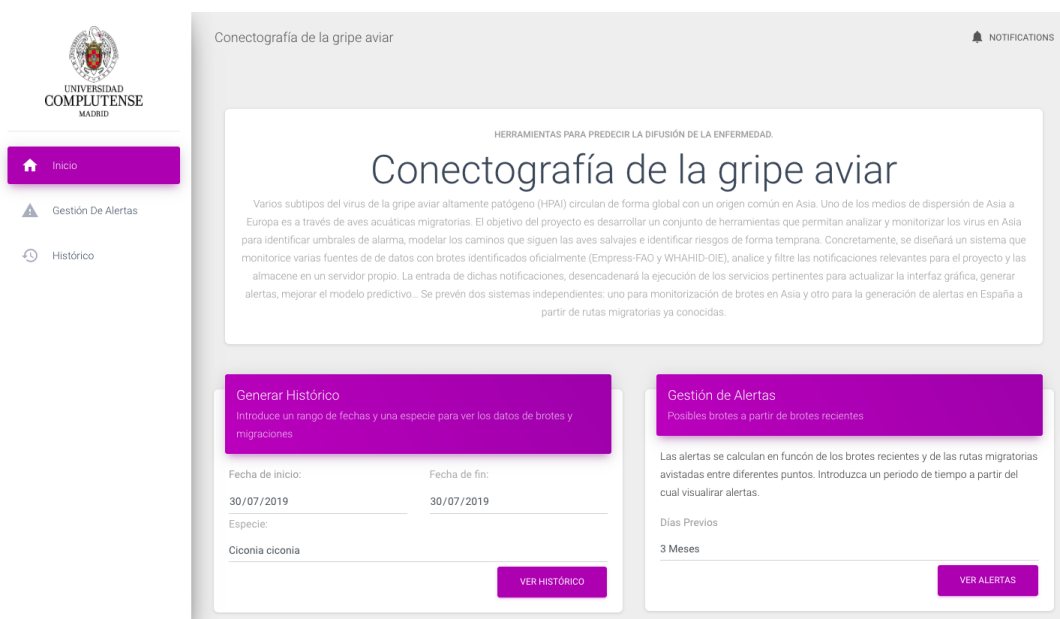 UNIVERSIDAD
COMPLUTENSE
MADRID
Inicio
Gestión De Alertas
Histórico
Conectografía de la gripe aviar
NOTIFICATIONS
HERRAMIENTAS PARA PREDECIR LA DIFUSIÓN DE LA ENFERMEDAD.
Conectografía de la gripe aviar
Varios subtipos del virus de la gripe aviar altamente patógeno (HPAI) circulan de forma global con un origen común en Asia. Uno de los medios de dispersión de Asia a
Europa es a través de aves acuáticas migratorias. El objetivo del proyecto es desarrollar un conjunto de herramientas que permitan analizar y monitorizar los virus en Asia
para identificar umbrales de alarma, modelar los caminos que siguen las aves salvajes e identificar riesgos de forma temprana. Concretamente, se diseñará un sistema que
monitorice varias fuentes de de datos con brotes identificados oficialmente (Empress-FAO y WHAHID-OIE), analice y filtre las notificaciones relevantes para el proyecto y las
almacene en un servidor propio. La entrada de dichas notificaciones, desencadenará la ejecución de los servicios pertinentes para actualizar la interfaz gráfica, generar
alertas, mejorar el modelo predictivo... Se prevén dos sistemas independientes: uno para monitorización de brotes en Asia y otro para la generación de alertas en España a
partir de rutas migratorias ya conocidas.
Generar Histórico
Introduce un rango de fechas y una especie para ver los datos de brotes y
migraciones
Fecha de inicio:
Fecha de fin:
30/07/2019
30/07/2019
Especie:
Ciconia ciconia
VER HISTÓRICO
Gestión de Alertas
Posibles brotes a partir de brotes recientes
Las alertas se calculan en funcón de los brotes recientes y de las rutas migratorias
avistadas entre diferentes puntos. Introduzca un periodo de tiempo a partir del
cual visualirar alertas.
Días Previos
3 Meses
VER ALERTAS